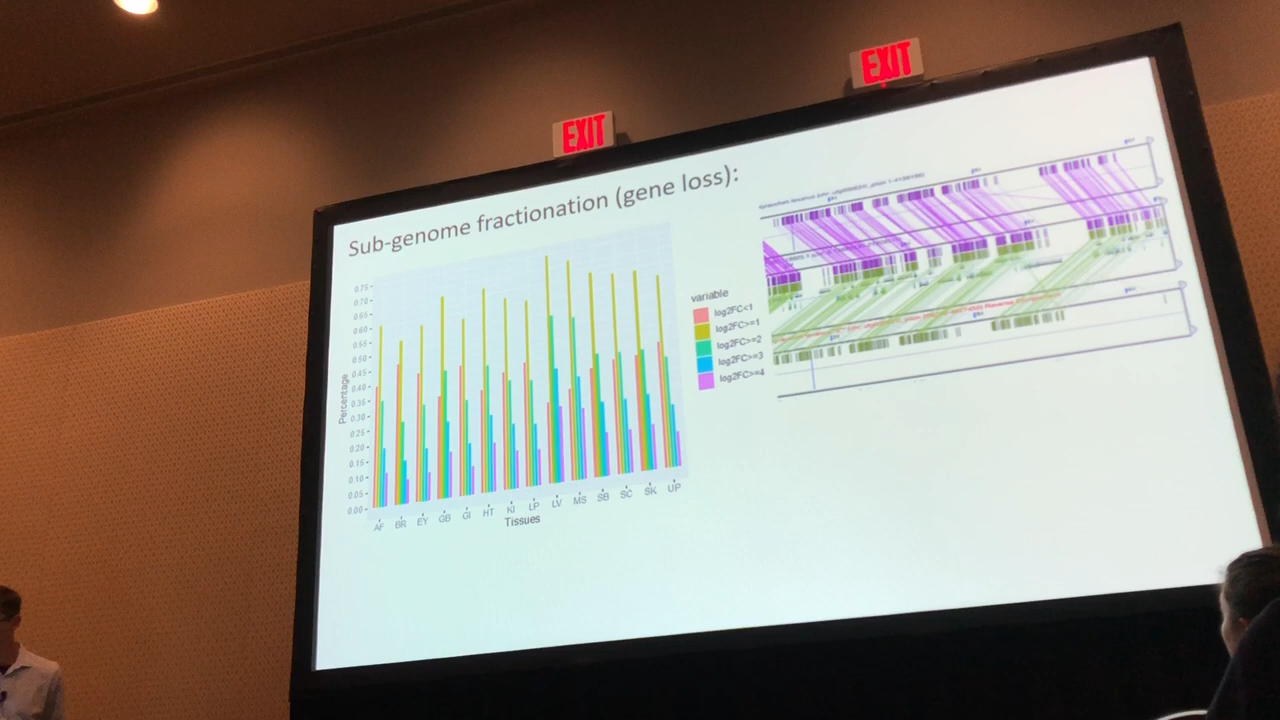 EXIT
EXIT
Sub-genome fractionation (gene loss):
Percentage
0.75
0.70
0.65
0.60
0.55
0.50
0.45
0.40
0.35
0.30
0.25
0.20
0.15
0.10
0.05
0.00
AF BR EY GB GI HT KI LP LV MS SB SC SK UP
Tissues
variable
log2FC<1
log2FC>=1
log2FC>=2
log2FC>=3
log2FC>=4